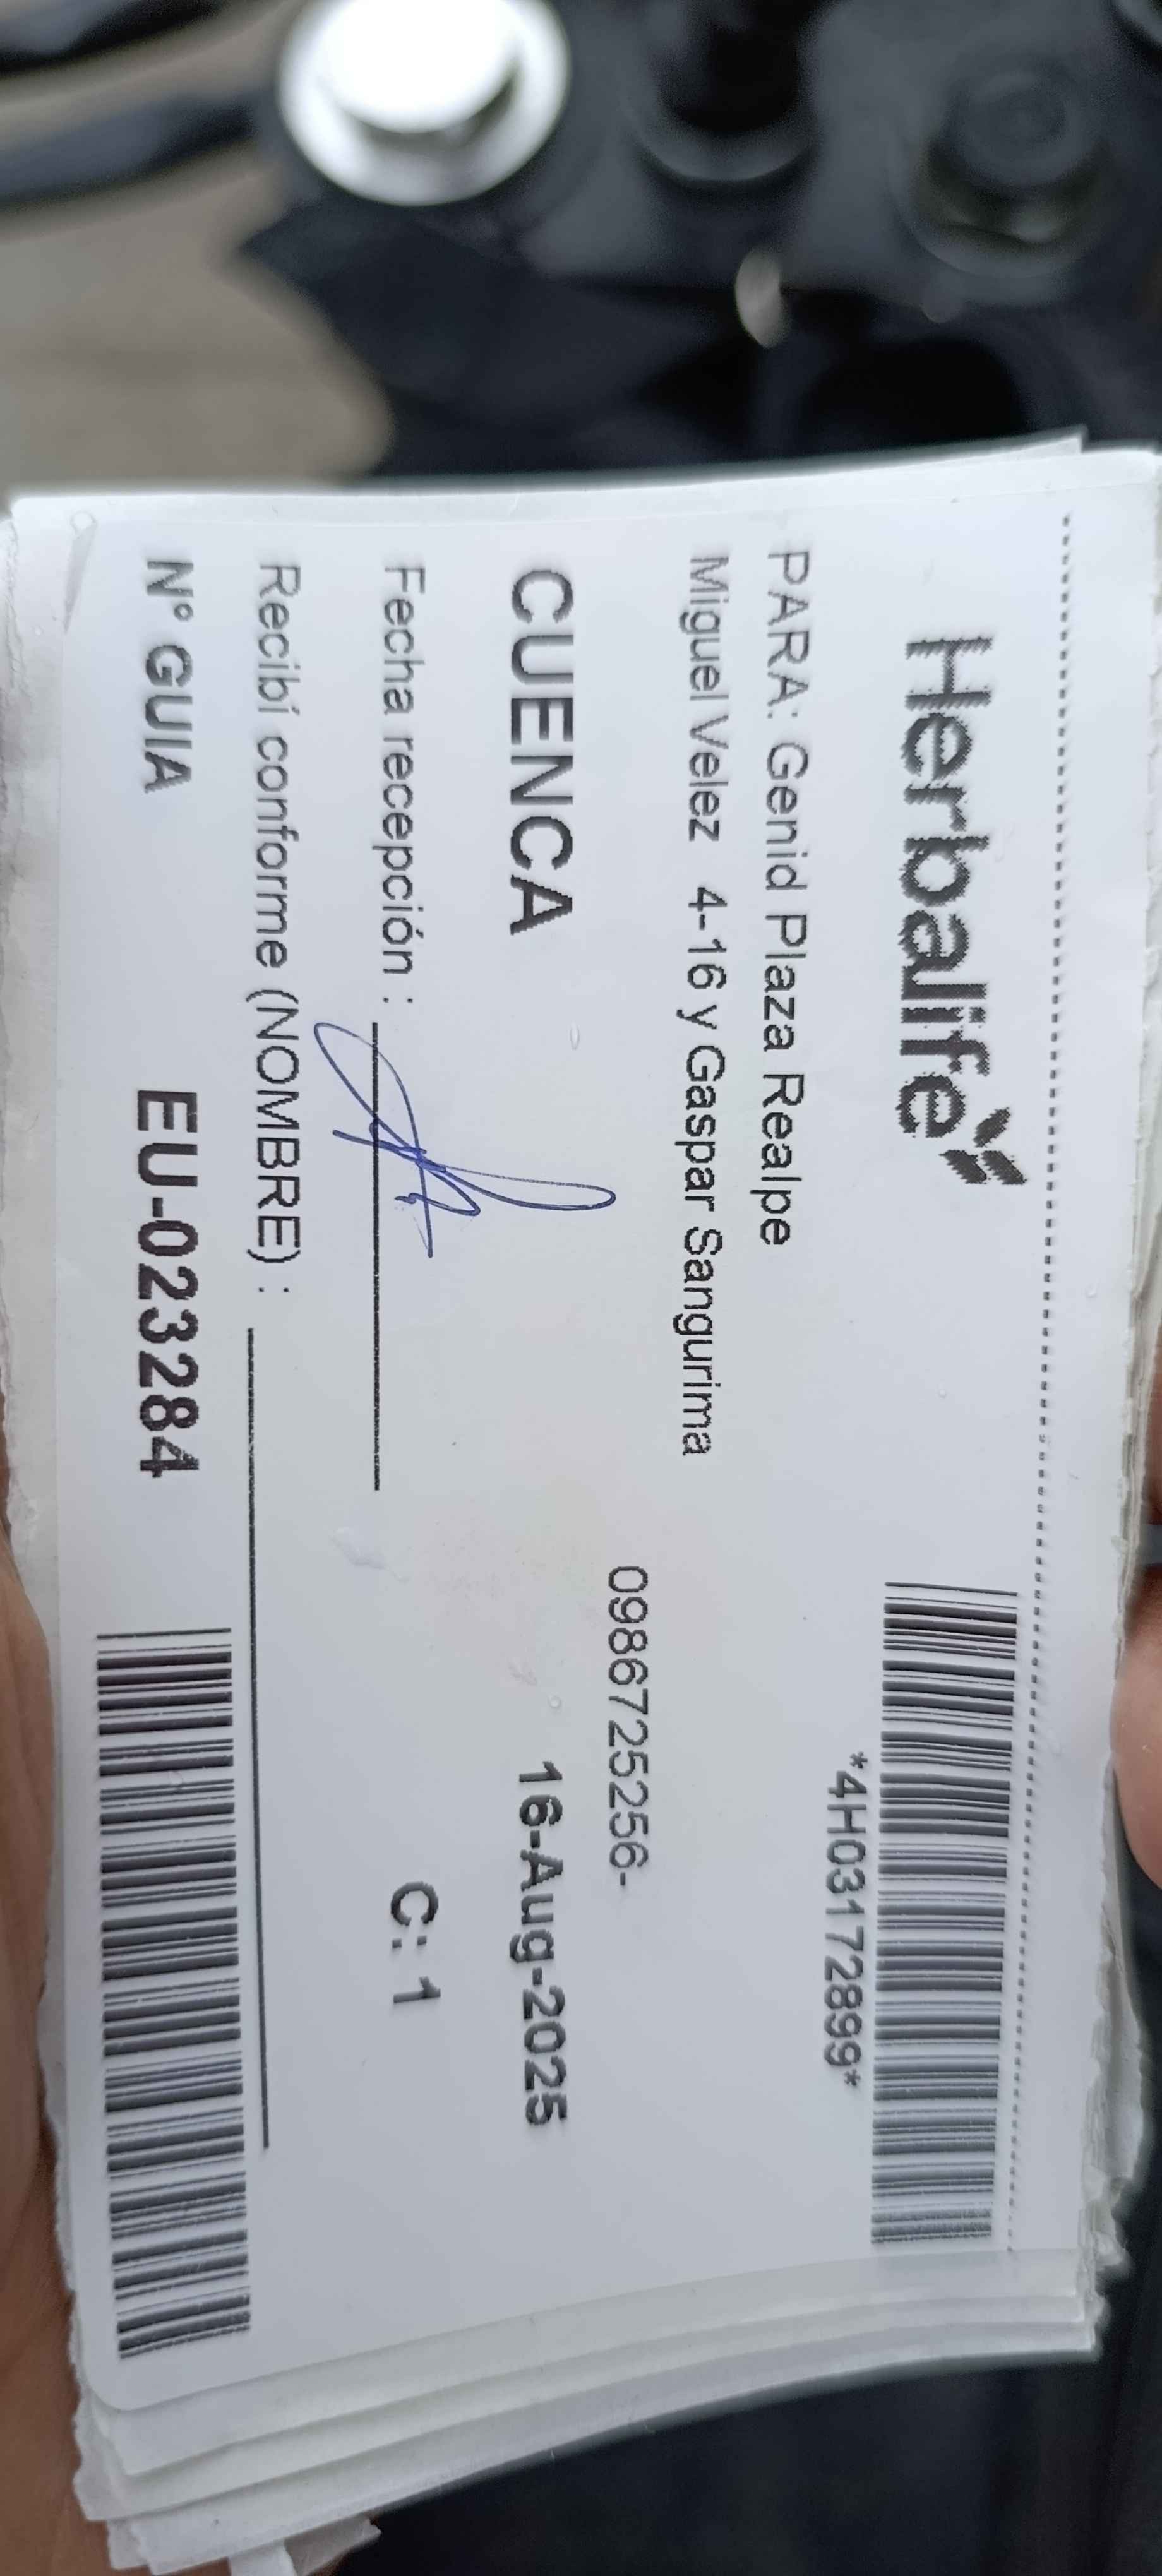 Herbalife
*4H03172899*
PARA: Genid Plaza Realpe
Miguel Velez 4-16 y Gaspar Sangurima
0986725256-
CUENCA 16-Aug-2025
Fecha recepción : C: 1
Recibí conforme (NOMBRE) :
N° GUIA EU-023284